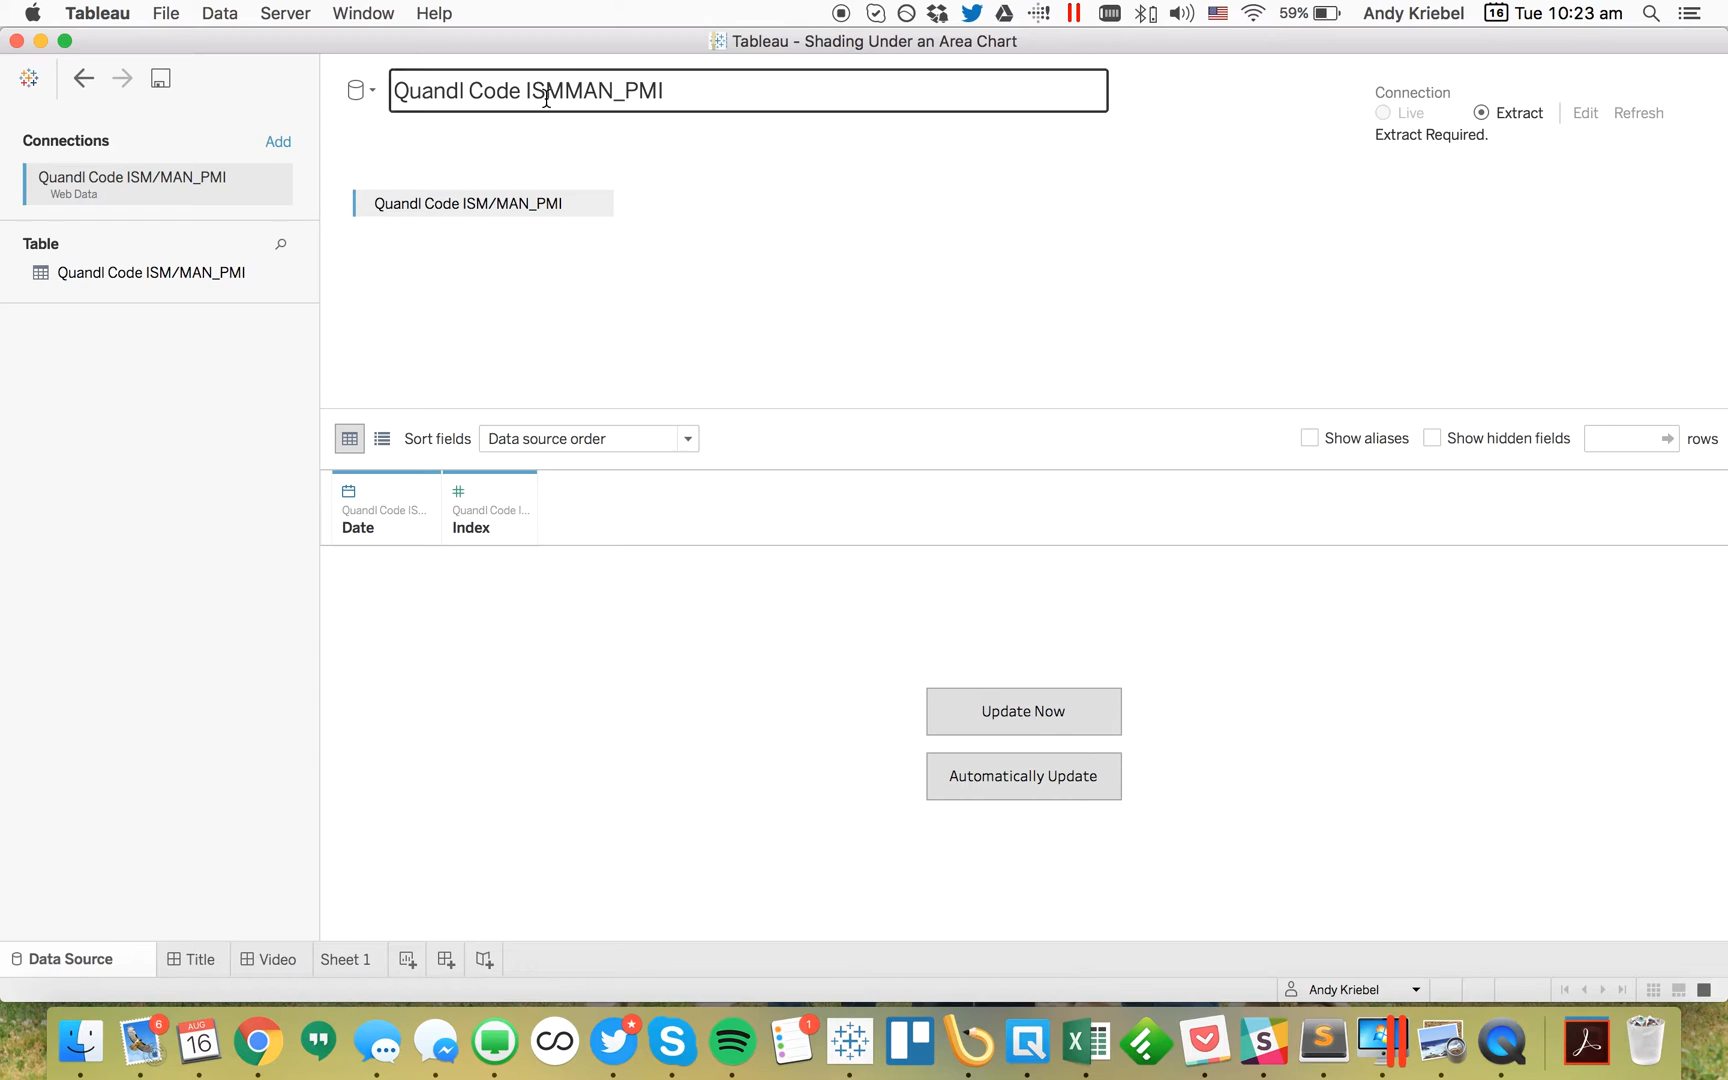 Tableau File Data Server Window Help 59% Andy Kriebel 16 Tue 10:23 am
Tableau - Shading Under an Area Chart
Quandl Code ISMMAN_PMI
Connection
Live Extract Edit Refresh
Extract Required.
Connections Add
Quandl Code ISM/MAN_PMI
Web Data
Quandl Code ISM/MAN_PMI
Table
Quandl Code ISM/MAN_PMI
Sort fields Data source order Show aliases Show hidden fields rows
Quandl Code IS... Quandl Code I...
Date Index
Update Now
Automatically Update
Data Source Title Video Sheet 1
Andy Kriebel
6 AUG 16 1